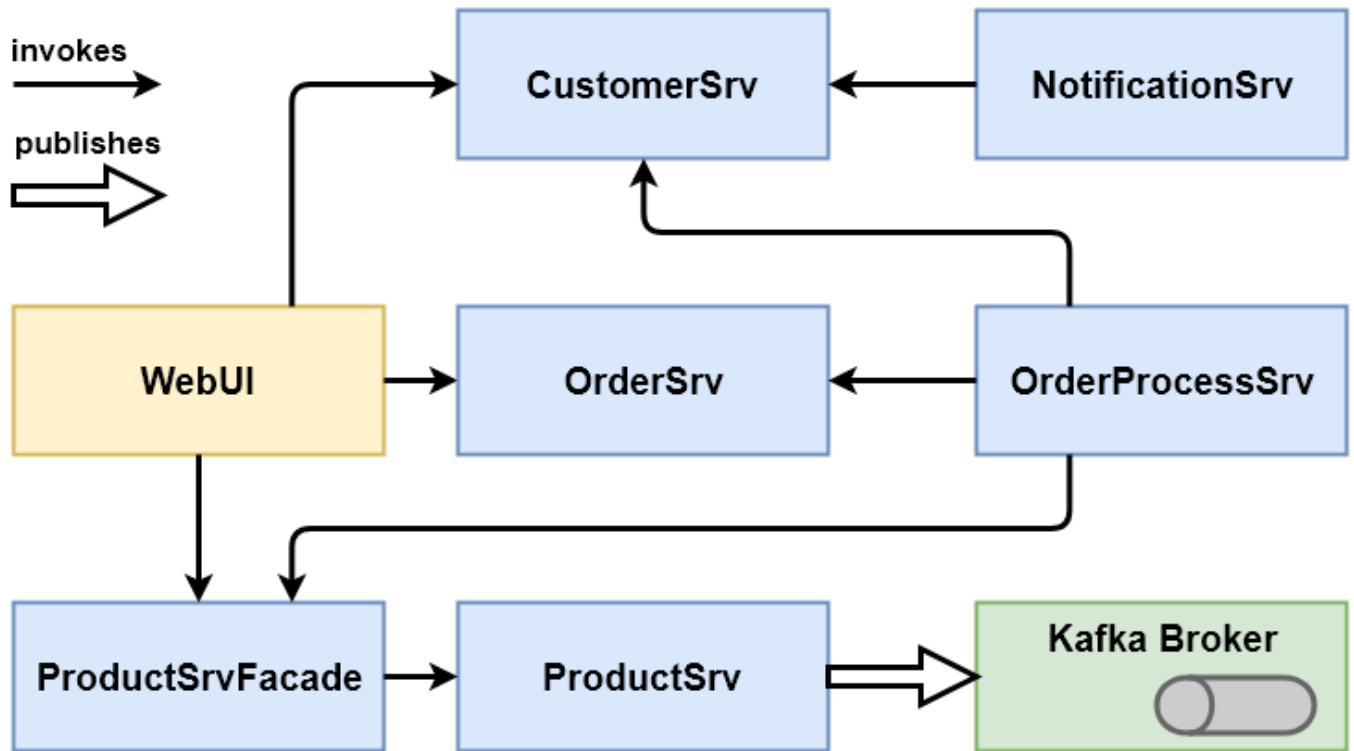 invokes
publishes
CustomerSrv
NotificationSrv
WebUI
OrderSrv
OrderProcessSrv
ProductSrvFacade
ProductSrv
Kafka Broker